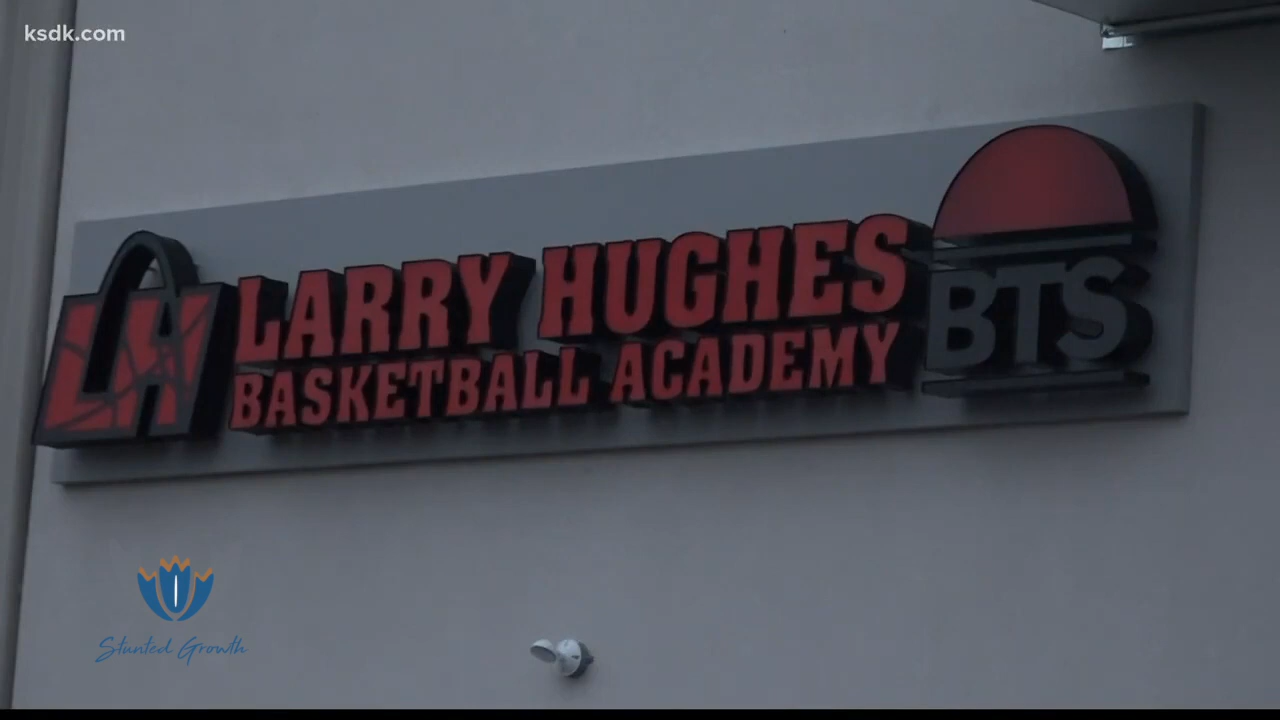 ksdk.com
LH
LARRY HUGHES
BASKETBALL ACADEMY
BTS
Stunted Growth